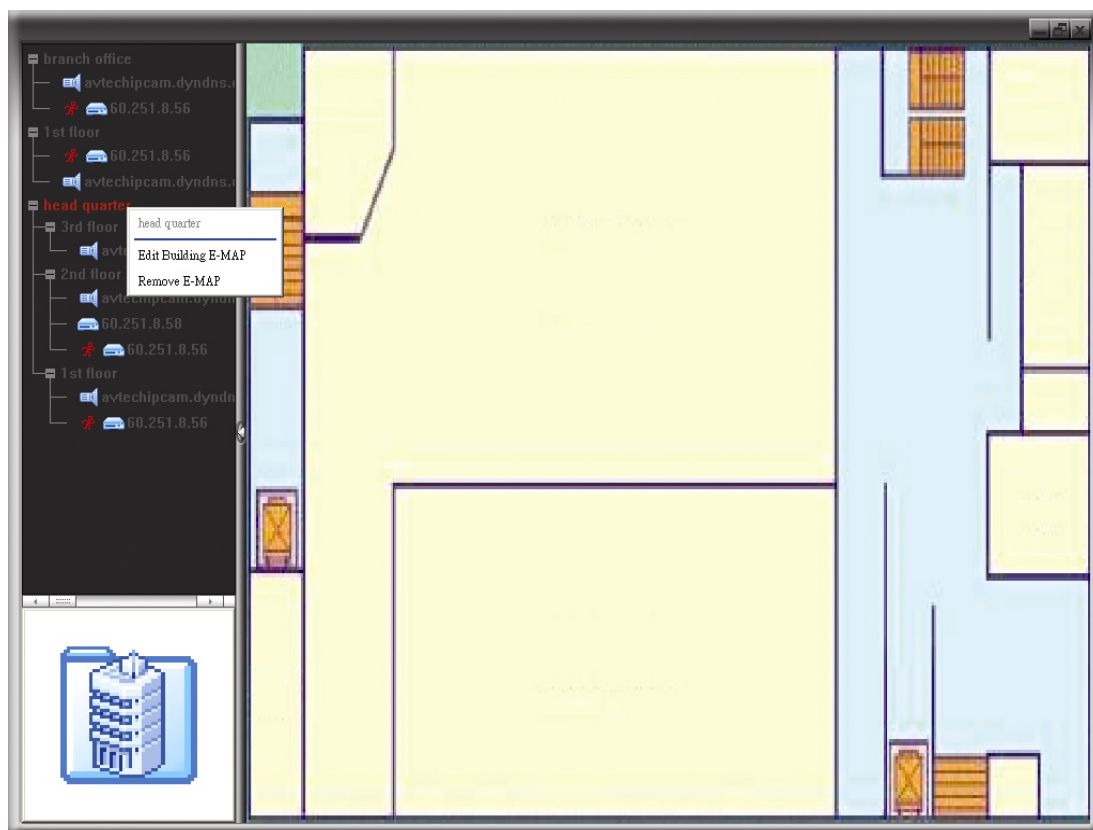 branch office
avtechipcam.dyndns.
60.251.8.56
1st floor
60.251.8.56
avtechipcam.dyndns.
head quarter
3rd floor
head quarter
Edit Building E-MAP
Remove E-MAP
2nd floor
avtechipcam.dyndn
60.251.8.58
60.251.8.56
1st floor
avtechipcam.dyndn
60.251.8.56